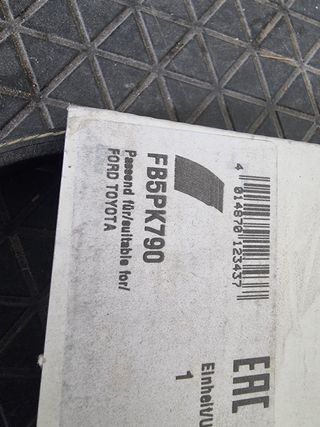 FB5PK790
Passend für/suitable for/
FORD TOYOTA
4 014870 123437
EAC
Einheit/U
1